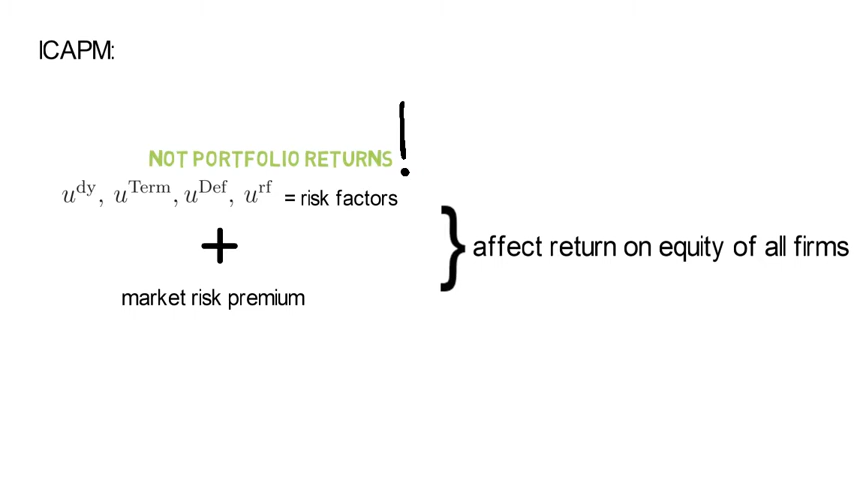 ICAPM:
NOT PORTFOLIO RETURNS !
u^dy, u^Term, u^Def, u^rf = risk factors
+
} affect return on equity of all firms
market risk premium